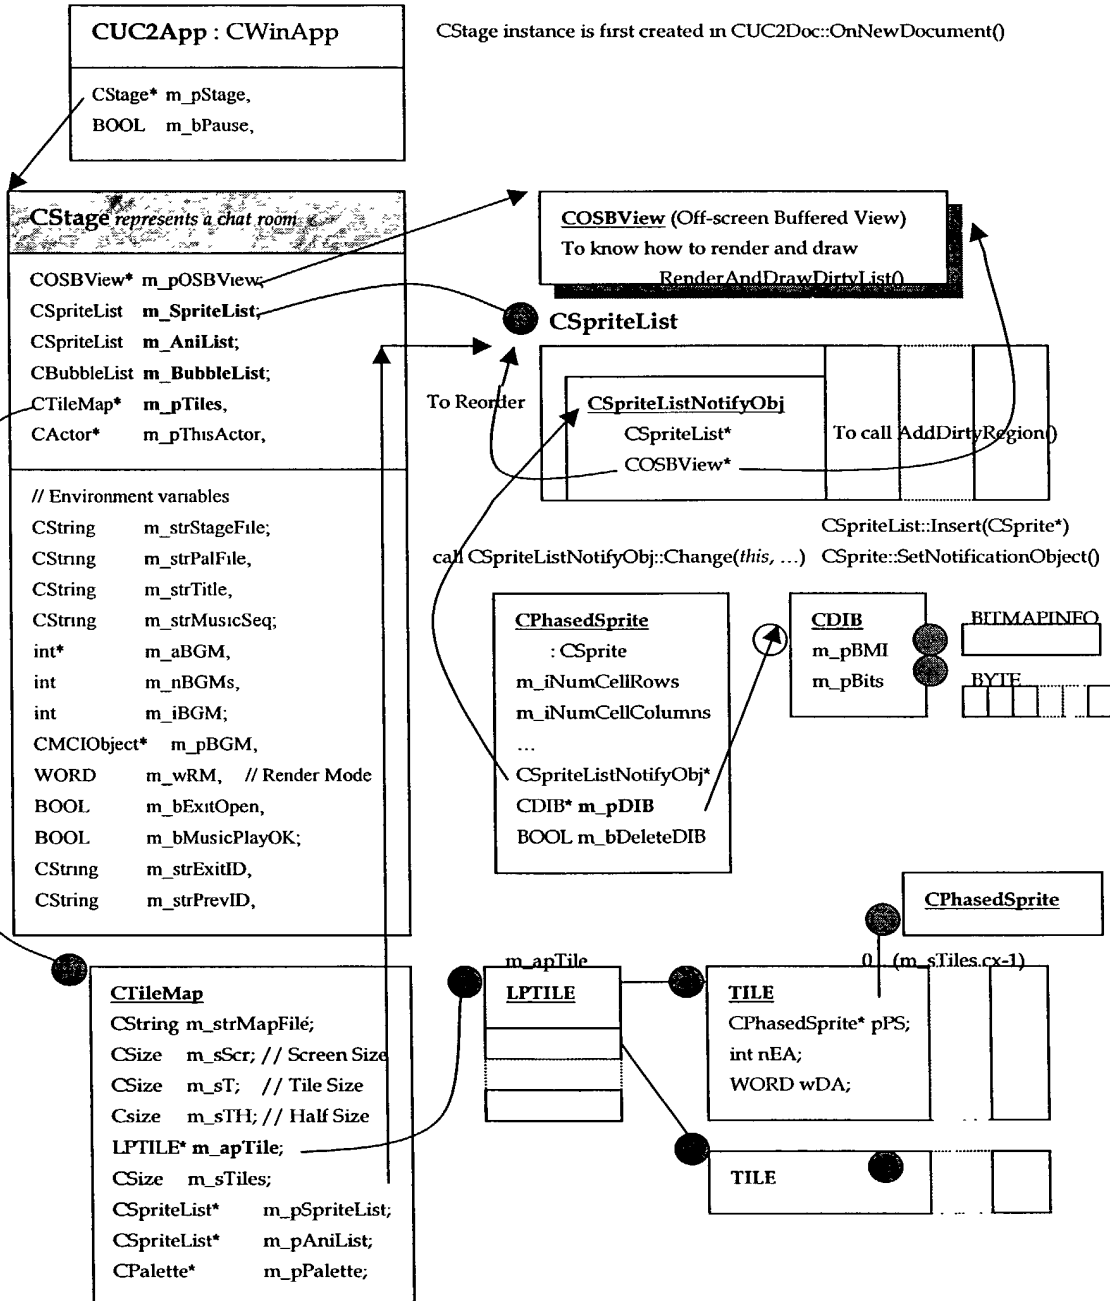 CUC2App : CWinApp
CStage* m_pStage,
BOOL m_bPause,
CStage instance is first created in CUC2Doc::OnNewDocument()
CStage represents a chat room
COSBView* m_pOSBView;
CSpriteList m_SpriteList;
CSpriteList m_AniList;
CBubbleList m_BubbleList;
CTileMap* m_pTiles,
CActor* m_pThisActor,
// Environment variables
CString m_strStageFile;
CString m_strPalFile,
CString m_strTitle,
CString m_strMusicSeq;
int* m_aBGM,
int m_nBGMs,
int m_iBGM;
CMCIObject* m_pBGM,
WORD m_wRM, // Render Mode
BOOL m_bExitOpen,
BOOL m_bMusicPlayOK;
CString m_strExitID,
CString m_strPrevID,
COSBView (Off-screen Buffered View)
To know how to render and draw
RenderAndDrawDirtyList()
CSpriteList
To Reorder
CSpriteListNotifyObj
CSpriteList*
COSBView*
To call AddDirtyRegion()
CSpriteList::Insert(CSprite*)
call CSpriteListNotifyObj::Change(this, ...)
CSprite::SetNotificationObject()
CPhasedSprite
: CSprite
m_iNumCellRows
m_iNumCellColumns
...
CSpriteListNotifyObj*
CDIB* m_pDIB
BOOL m_bDeleteDIB
CDIB
m_pBMI
m_pBits
BITMAPINFO
BYTE
CPhasedSprite
CTileMap
CString m_strMapFile;
CSize m_sScr; // Screen Size
CSize m_sT; // Tile Size
Csize m_sTH; // Half Size
LPTILE* m_apTile;
CSize m_sTiles;
CSpriteList* m_pSpriteList;
CSpriteList* m_pAniList;
CPalette* m_pPalette;
m_apTile
LPTILE
0 (m_sTiles.cx-1)
TILE
CPhasedSprite* pPS;
int nEA;
WORD wDA;
TILE